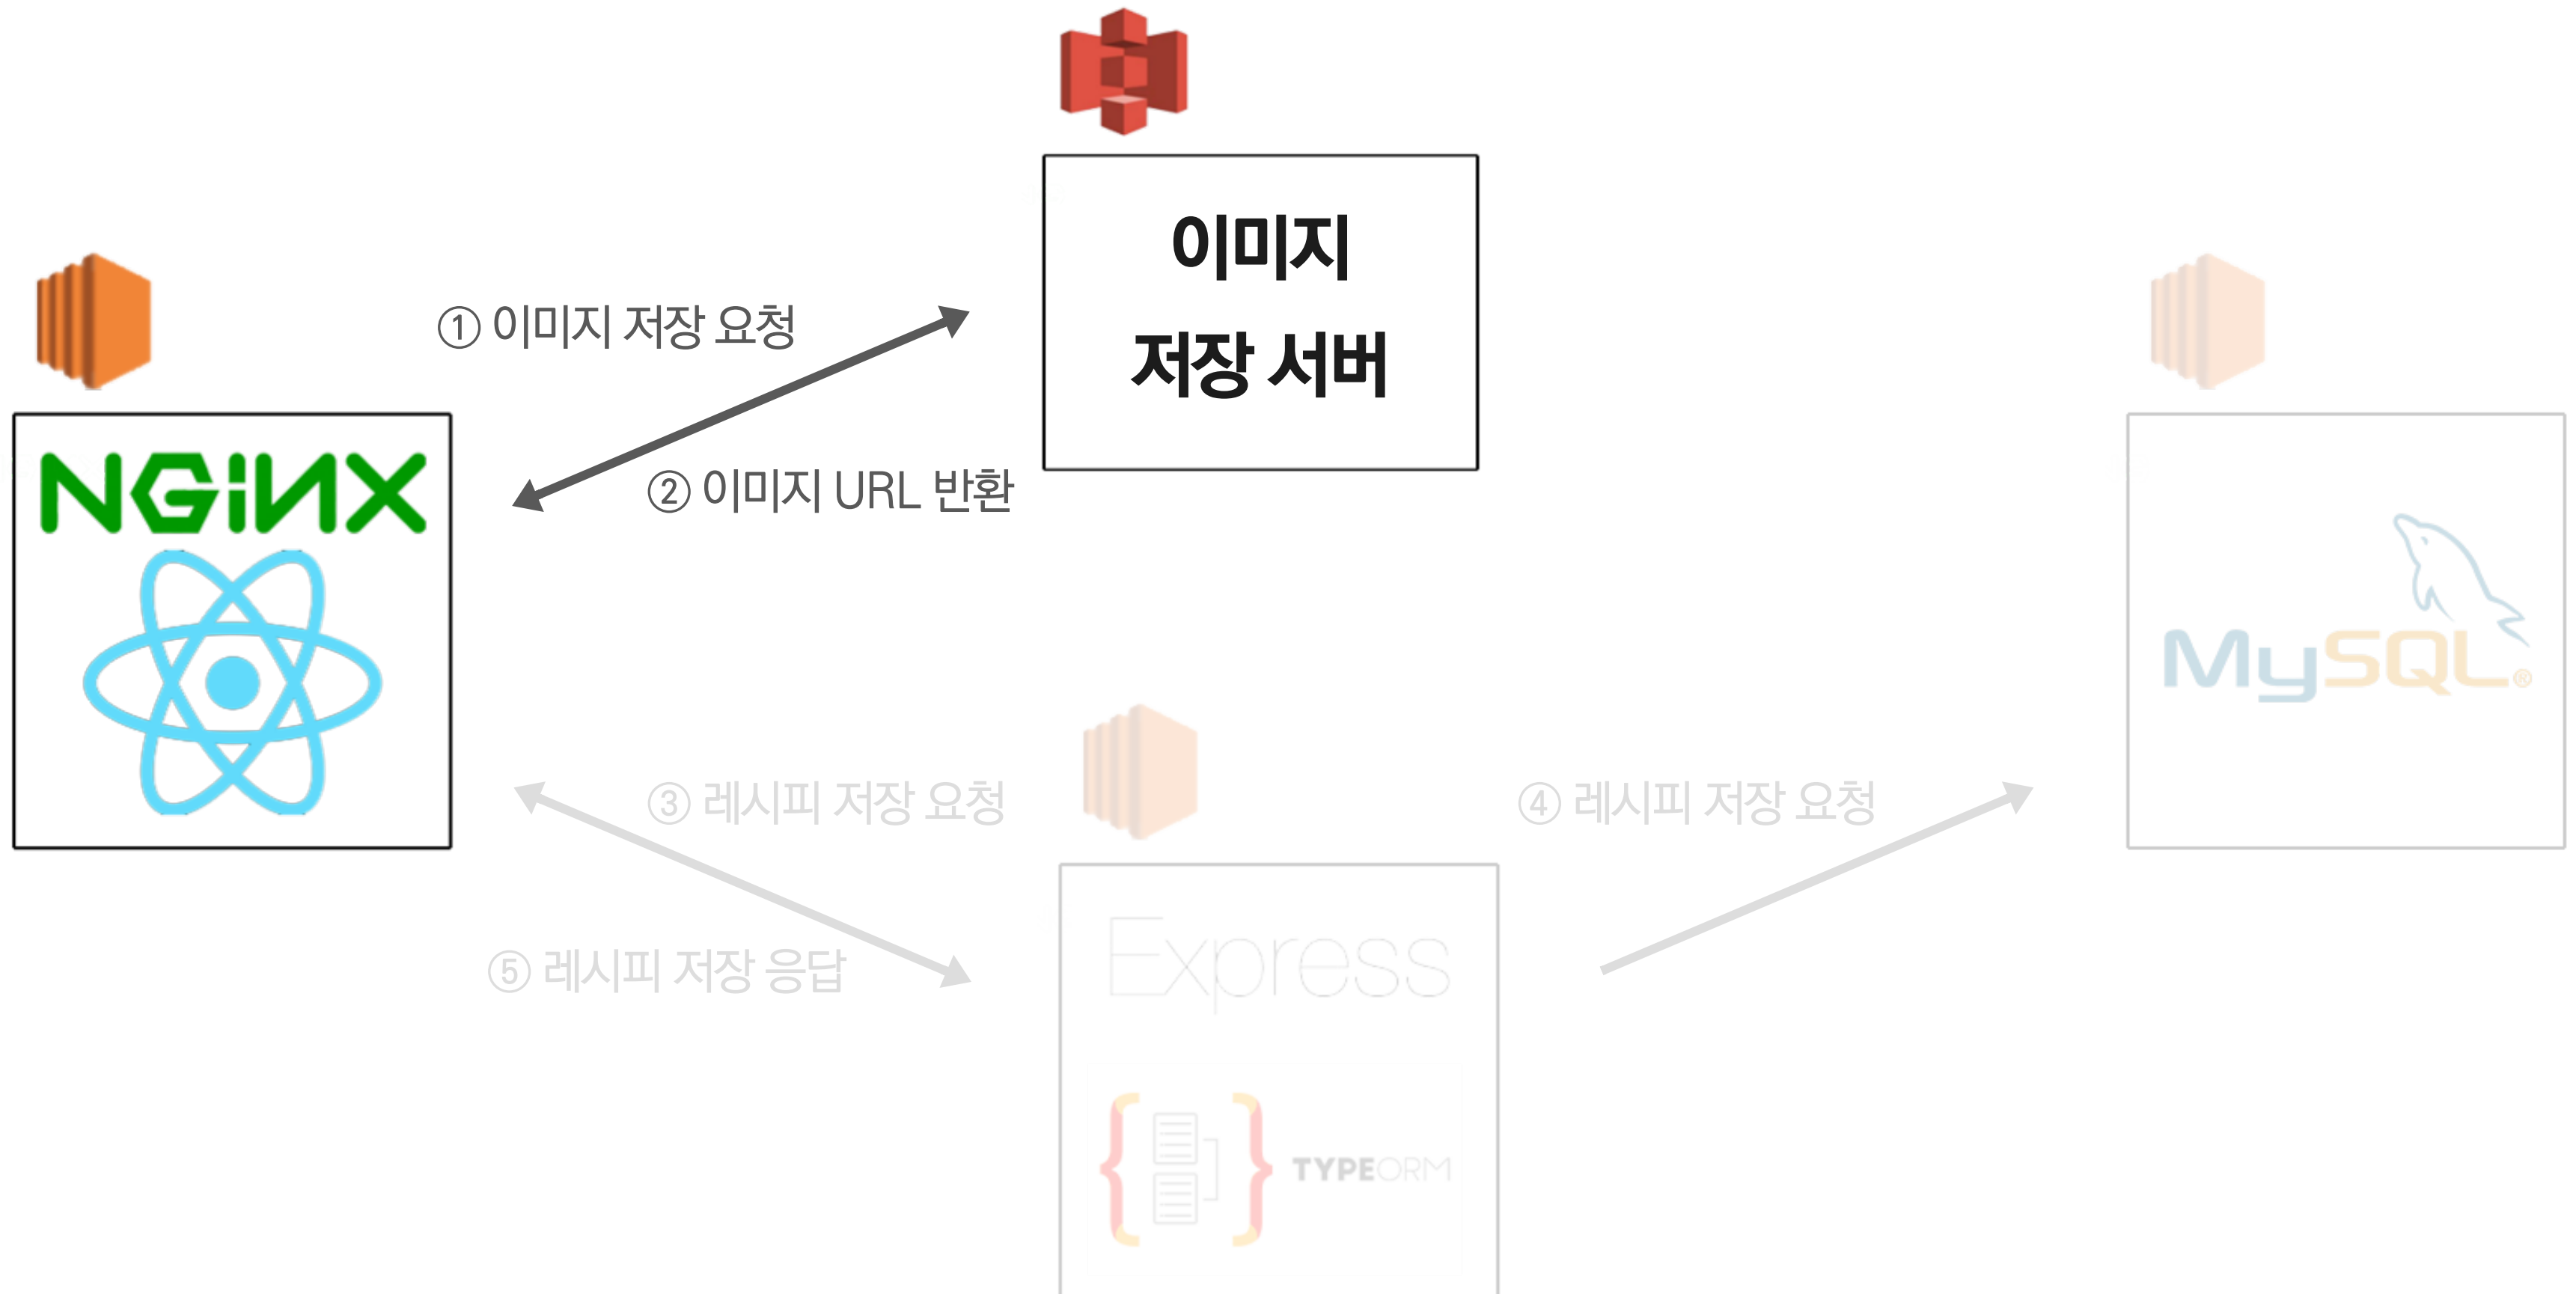 이미지
저장 서버
① 이미지 저장 요청
② 이미지 URL 반환
NGINX
MySQL®
③ 레시피 저장 요청
④ 레시피 저장 요청
⑤ 레시피 저장 응답
Express
TYPEORM